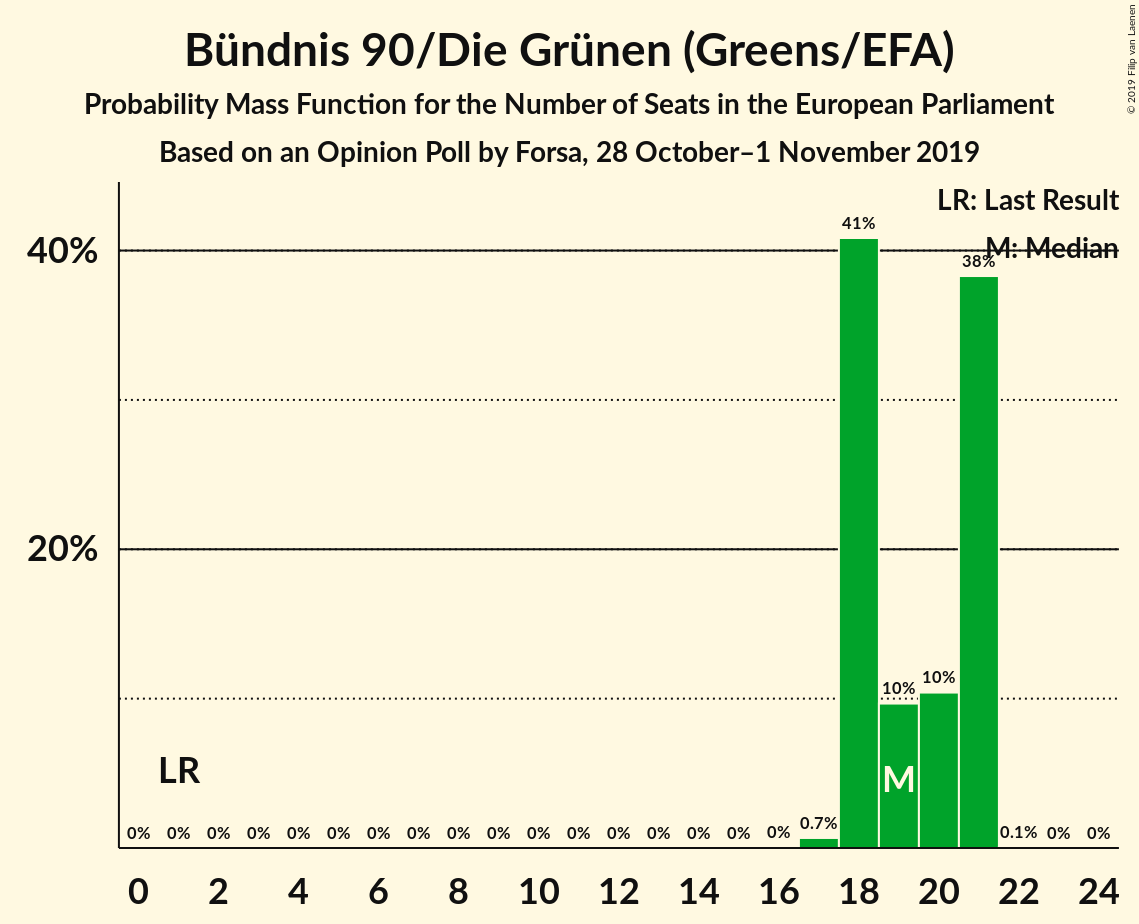 Bündnis 90/Die Grünen (Greens/EFA)
Probability Mass Function for the Number of Seats in the European Parliament
Based on an Opinion Poll by Forsa, 28 October–1 November 2019
© 2019 Filip van Laenen
LR: Last Result
M: Median
40%
20%
41%
38%
10%
10%
LR
M
0% 0% 0% 0% 0% 0% 0% 0% 0% 0% 0% 0% 0% 0% 0% 0% 0% 0.7% 0.1% 0% 0%
0 2 4 6 8 10 12 14 16 18 20 22 24